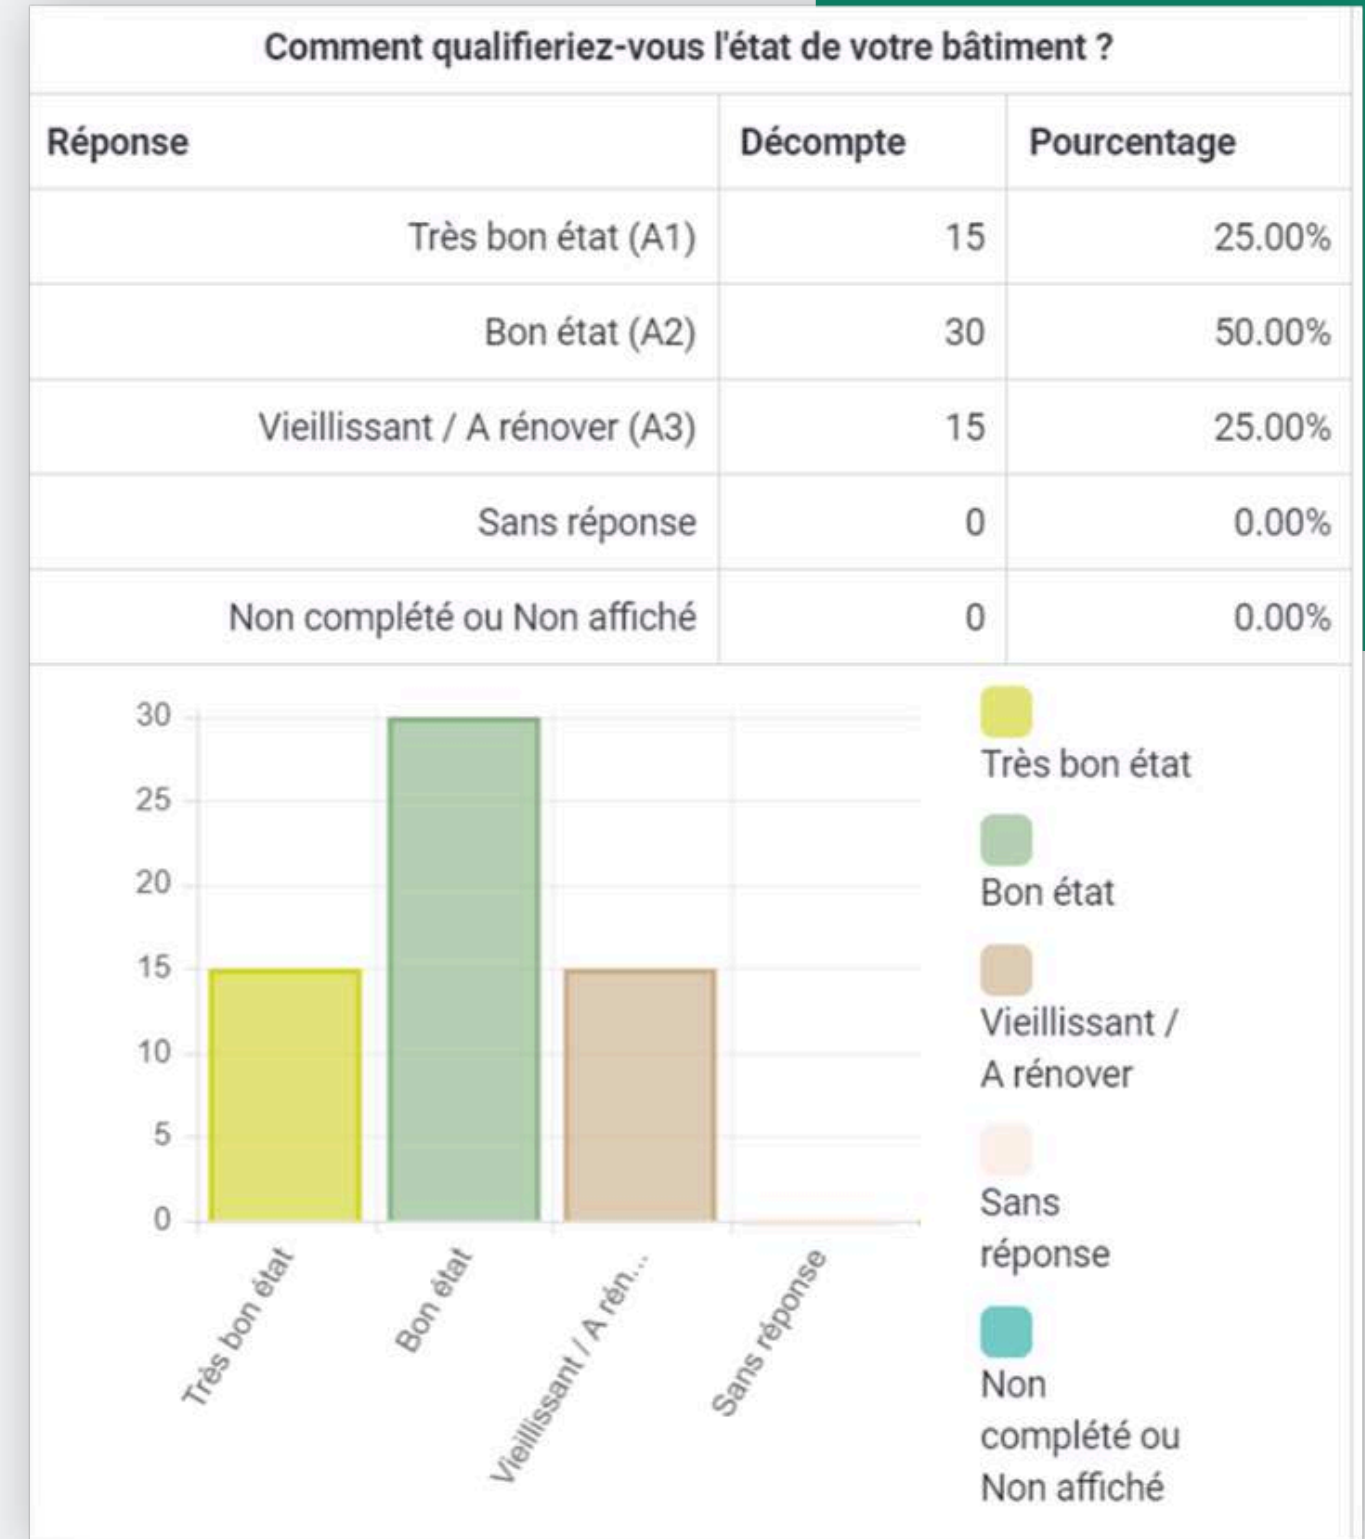 Comment qualifieriez-vous l'état de votre bâtiment ?
Réponse Décompte Pourcentage
Très bon état (A1) 15 25.00%
Bon état (A2) 30 50.00%
Vieillissant / A rénover (A3) 15 25.00%
Sans réponse 0 0.00%
Non complété ou Non affiché 0 0.00%
30
25
20
15
10
5
0
Très bon état
Bon état
Vieillissant / A rén...
Sans réponse
Très bon état
Bon état
Vieillissant /
A rénover
Sans
réponse
Non
complété ou
Non affiché